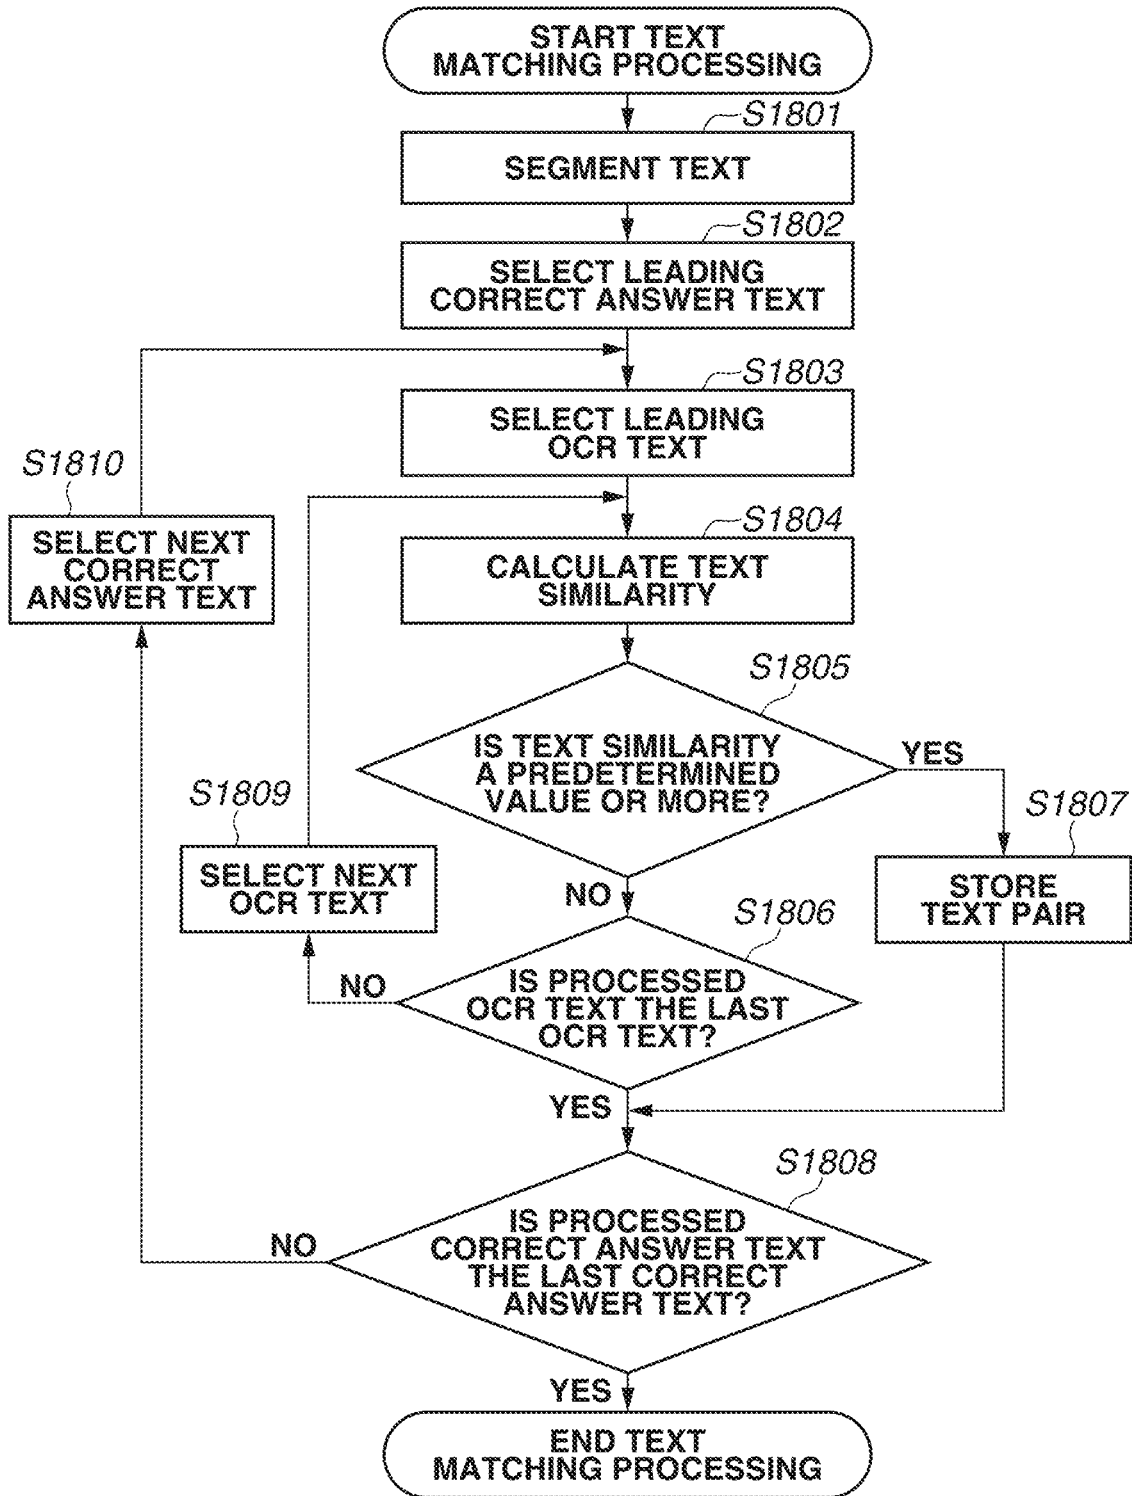 START TEXT
MATCHING PROCESSING
S1801
SEGMENT TEXT
S1802
SELECT LEADING
CORRECT ANSWER TEXT
S1803
SELECT LEADING
OCR TEXT
S1810
SELECT NEXT
CORRECT
ANSWER TEXT
S1804
CALCULATE TEXT
SIMILARITY
S1805
IS TEXT SIMILARITY
A PREDETERMINED
VALUE OR MORE?
YES
S1807
STORE
TEXT PAIR
S1809
SELECT NEXT
OCR TEXT
NO
S1806
IS PROCESSED
OCR TEXT THE LAST
OCR TEXT?
NO
YES
S1808
IS PROCESSED
CORRECT ANSWER TEXT
THE LAST CORRECT
ANSWER TEXT?
NO
YES
END TEXT
MATCHING PROCESSING